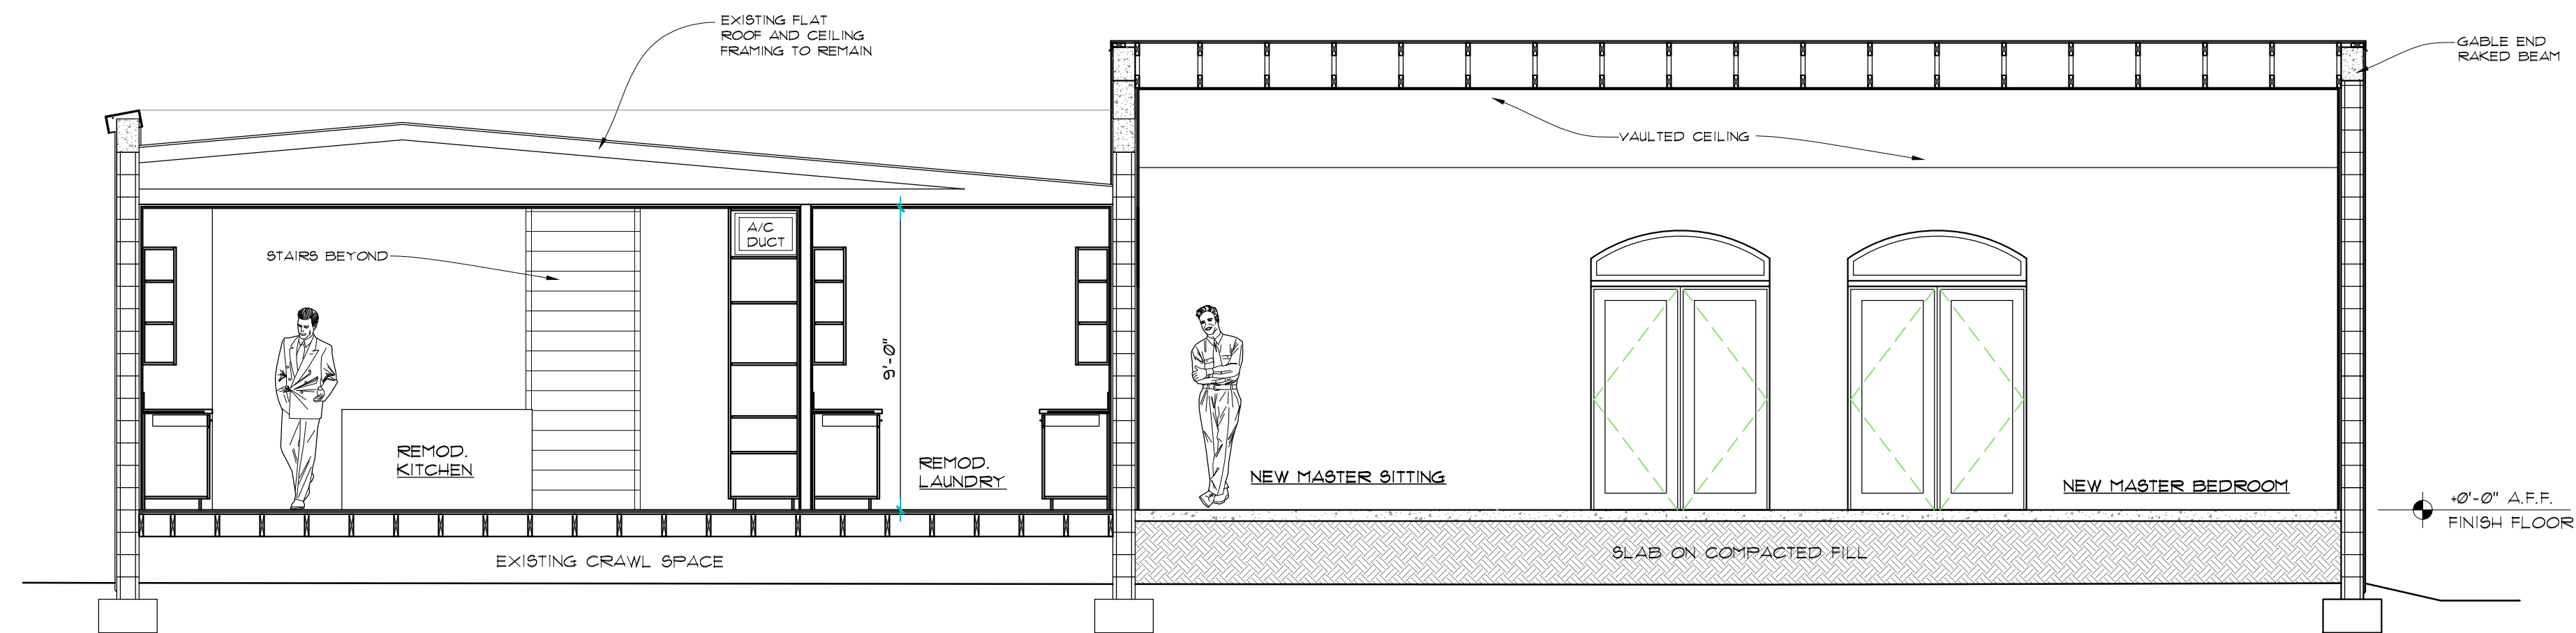 EXISTING FLAT
ROOF AND CEILING
FRAMING TO REMAIN
GABLE END
RAKED BEAM
VAULTED CEILING
A/C
DUCT
STAIRS BEYOND
9'-0"
REMOD.
KITCHEN
REMOD.
LAUNDRY
NEW MASTER SITTING
NEW MASTER BEDROOM
+0'-0" A.F.F.
FINISH FLOOR
EXISTING CRAWL SPACE
SLAB ON COMPACTED FILL